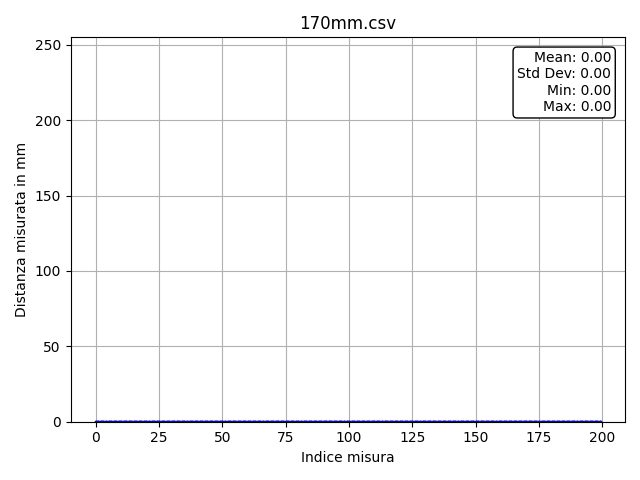 170mm.csv
Mean: 0.00
Std Dev: 0.00
Min: 0.00
Max: 0.00
Distanza misurata in mm
250
200
150
100
50
0
0 25 50 75 100 125 150 175 200
Indice misura